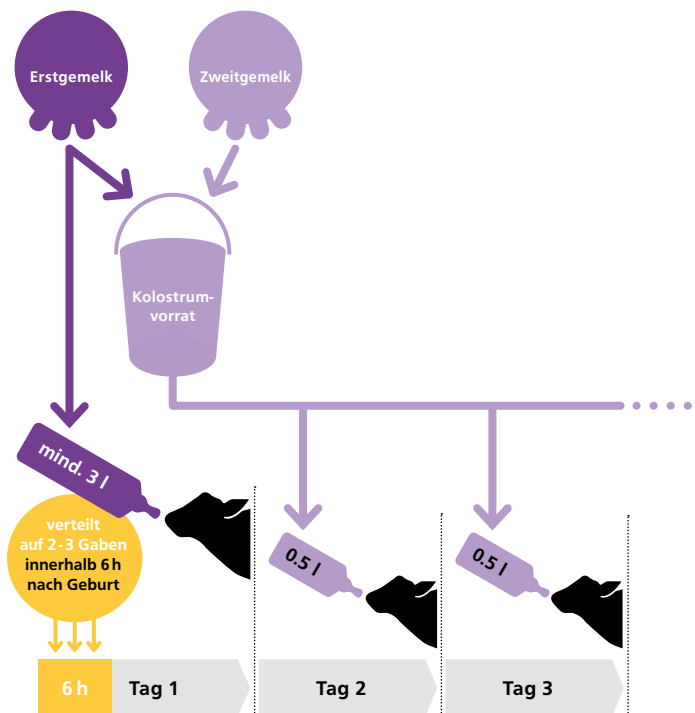 Erstgemelk
Zweitgemelk
Kolostrum-
vorrat
mind. 3 l
verteilt
auf 2-3 Gaben
innerhalb 6 h
nach Geburt
0.5 l
0.5 l
6 h
Tag 1
Tag 2
Tag 3